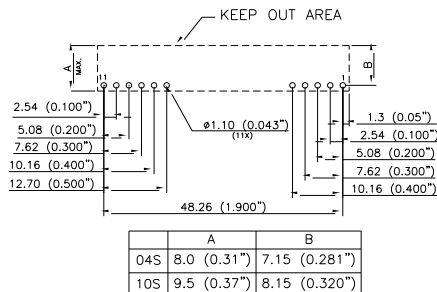 KEEP OUT AREA
A
MAX.
B
11
1
2.54 (0.100")
5.08 (0.200")
7.62 (0.300")
10.16 (0.400")
12.70 (0.500")
ø1.10 (0.043")
(11X)
1.3 (0.05")
2.54 (0.100")
5.08 (0.200")
7.62 (0.300")
10.16 (0.400")
48.26 (1.900")
A B
04S 8.0 (0.31") 7.15 (0.281")
10S 9.5 (0.37") 8.15 (0.320")